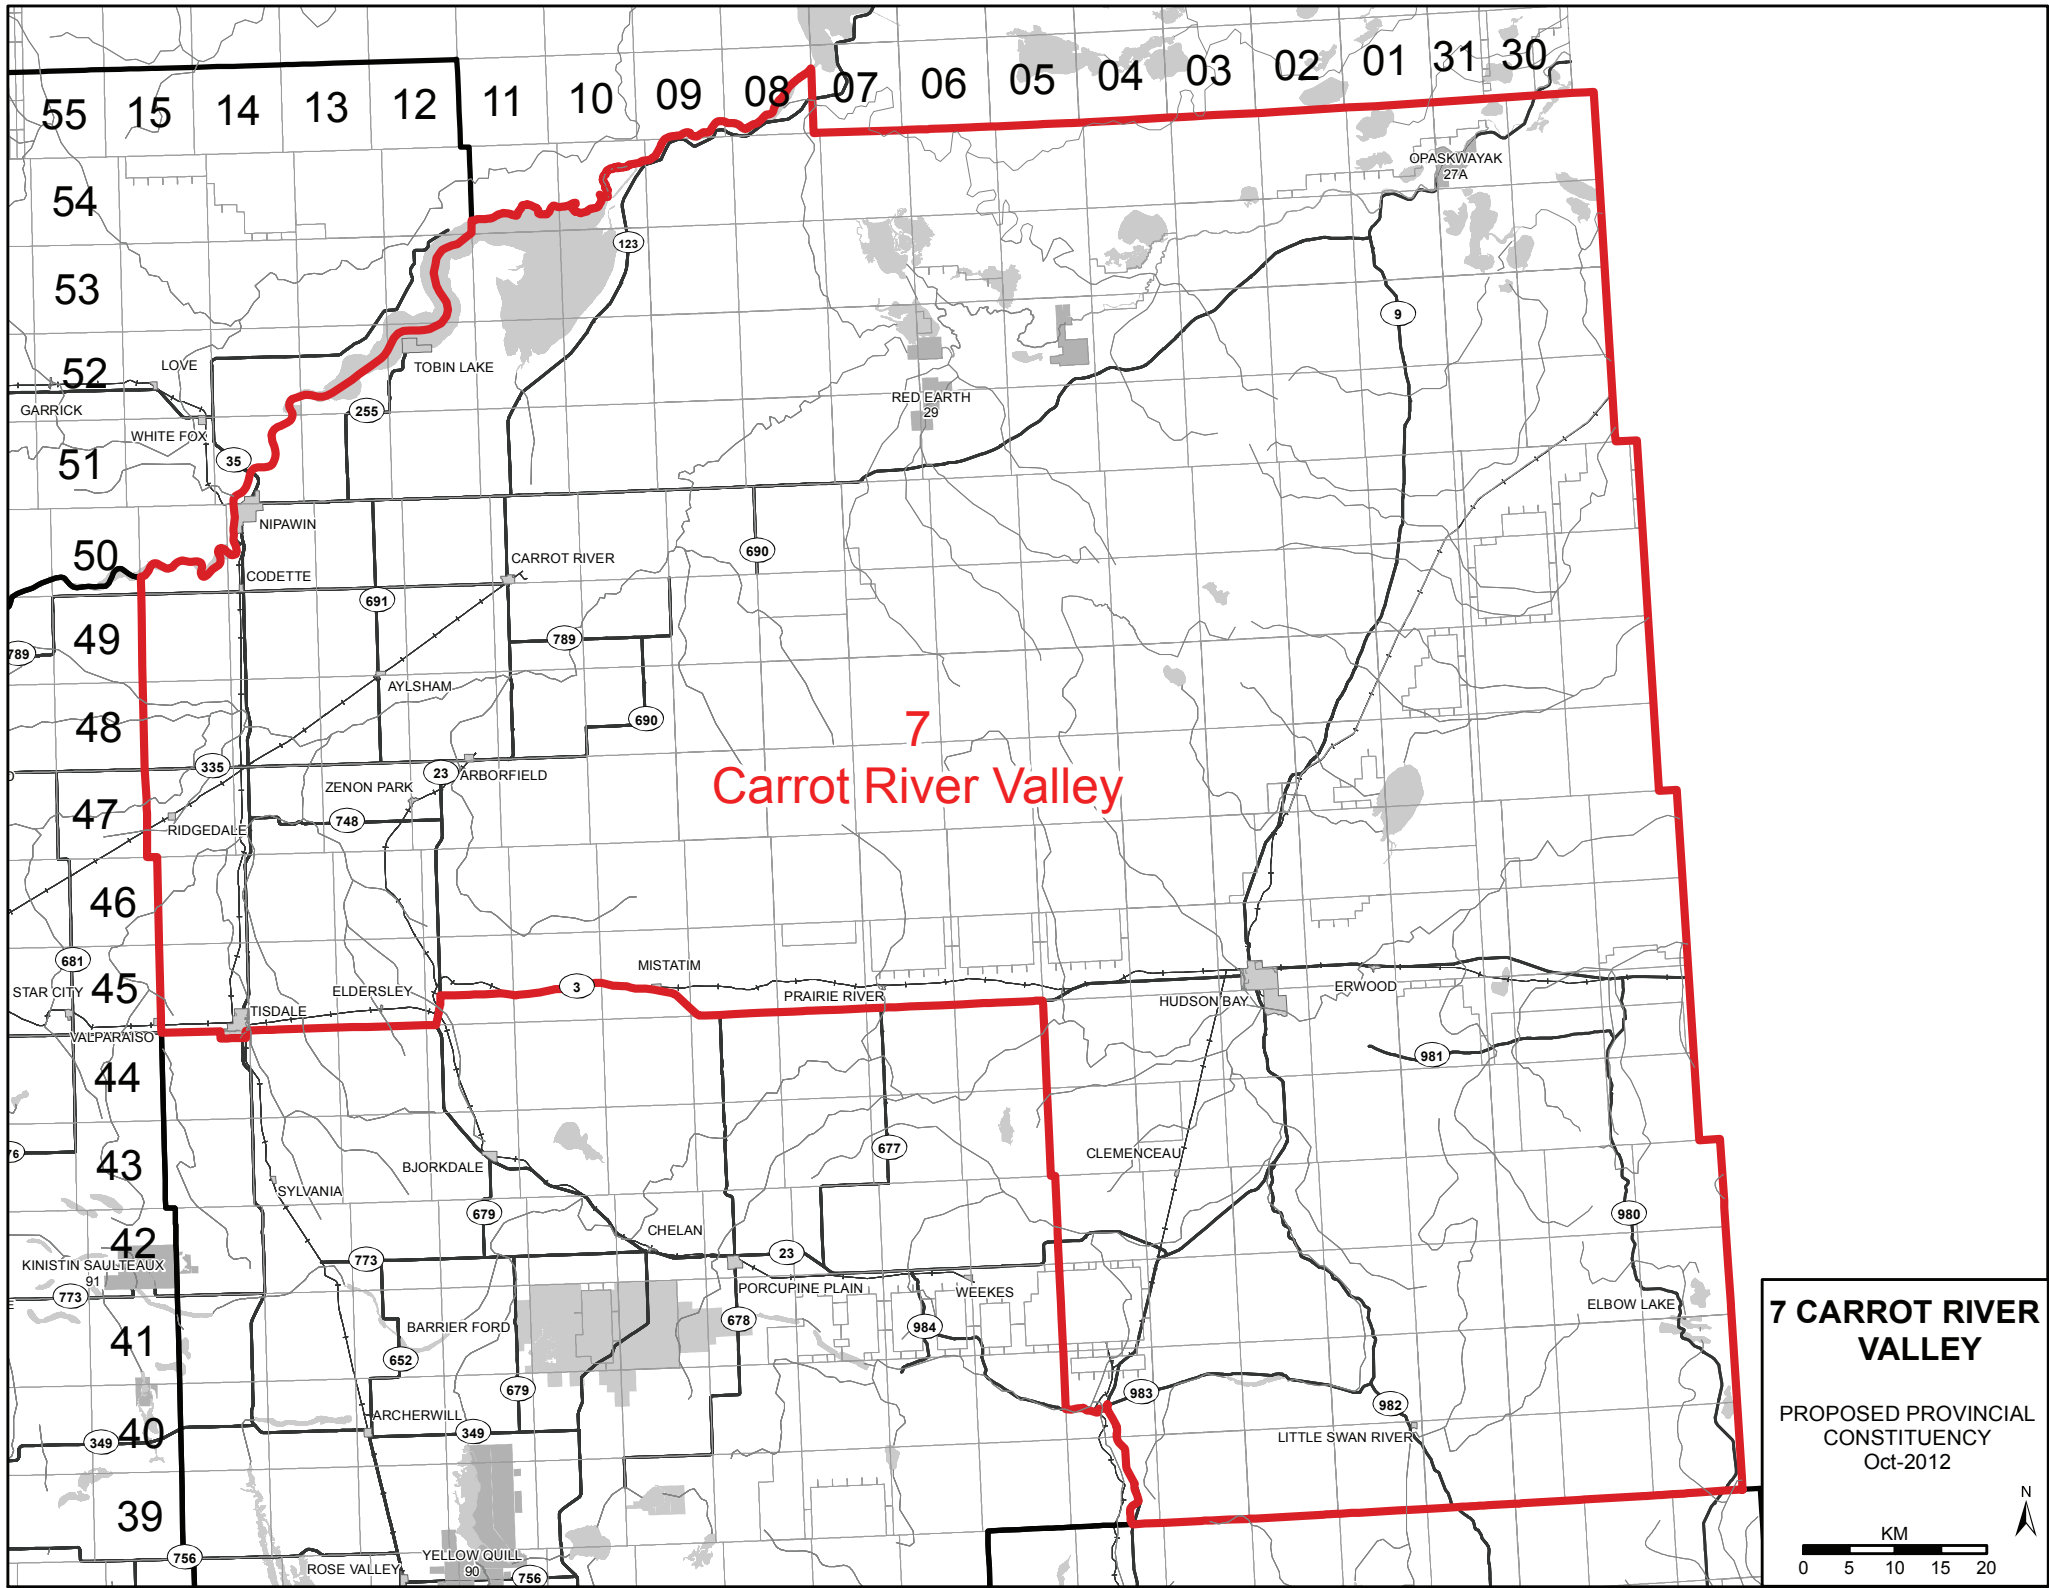 55 15 14 13 12 11 10 09 08 07 06 05 04 03 02 01 31 30
54
53
52
51
50
49
48
47
46
45
44
43
42
41
40
39
OPASKWAYAK
27A
123
9
LOVE
TOBIN LAKE
GARRICK
WHITE FOX
255
RED EARTH
29
35
NIPAWIN
690
CARROT RIVER
CODETTE
691
789
789
AYLSHAM
690
7
Carrot River Valley
335
23
ARBORFIELD
ZENON PARK
748
RIDGEDALE
681
STAR CITY
ELDERSLEY
3
MISTATIM
PRAIRIE RIVER
HUDSON BAY
ERWOOD
TISDALE
VALPARAISO
981
76
BJORKDALE
677
CLEMENCEAU
SYLVANIA
679
CHELAN
980
KINISTIN SAULTEAUX
91
773
773
23
PORCUPINE PLAIN
WEEKES
ELBOW LAKE
BARRIER FORD
678
984
652
679
983
982
ARCHERWILL
349
349
LITTLE SWAN RIVER
756
ROSE VALLEY
YELLOW QUILL
90
756
7 CARROT RIVER
VALLEY
PROPOSED PROVINCIAL
CONSTITUENCY
Oct-2012
N
KM
0 5 10 15 20